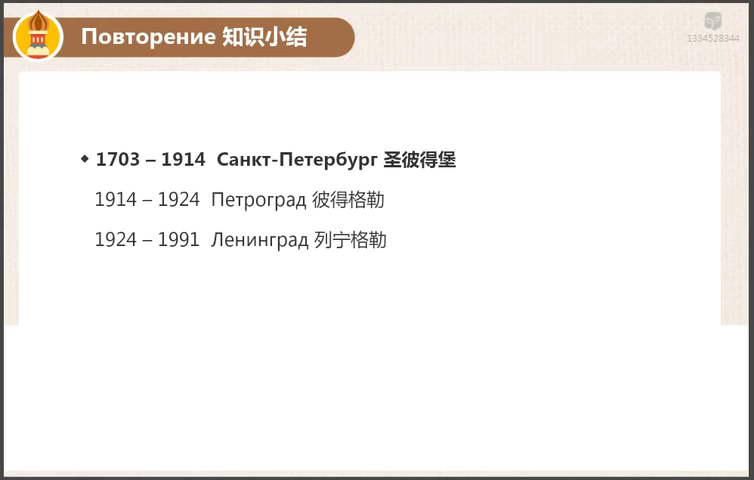 Повторение 知识小结
1334528344
◆ 1703 – 1914 Санкт-Петербург 圣彼得堡
1914 – 1924 Петроград 彼得格勒
1924 – 1991 Ленинград 列宁格勒